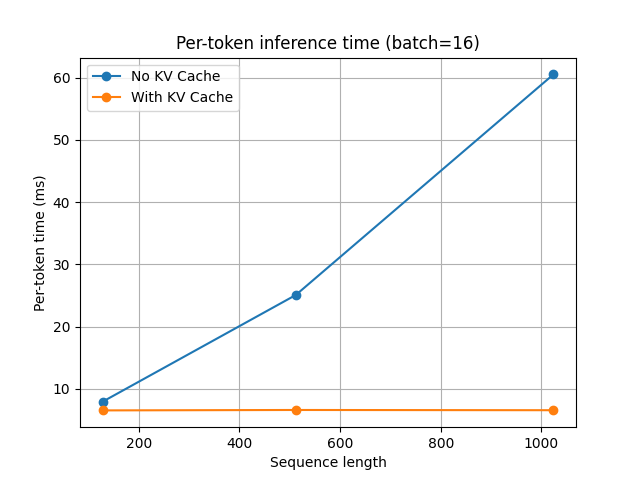 Per-token inference time (batch=16)
No KV Cache
With KV Cache
Per-token time (ms)
60
50
40
30
20
10
200
400
600
800
1000
Sequence length